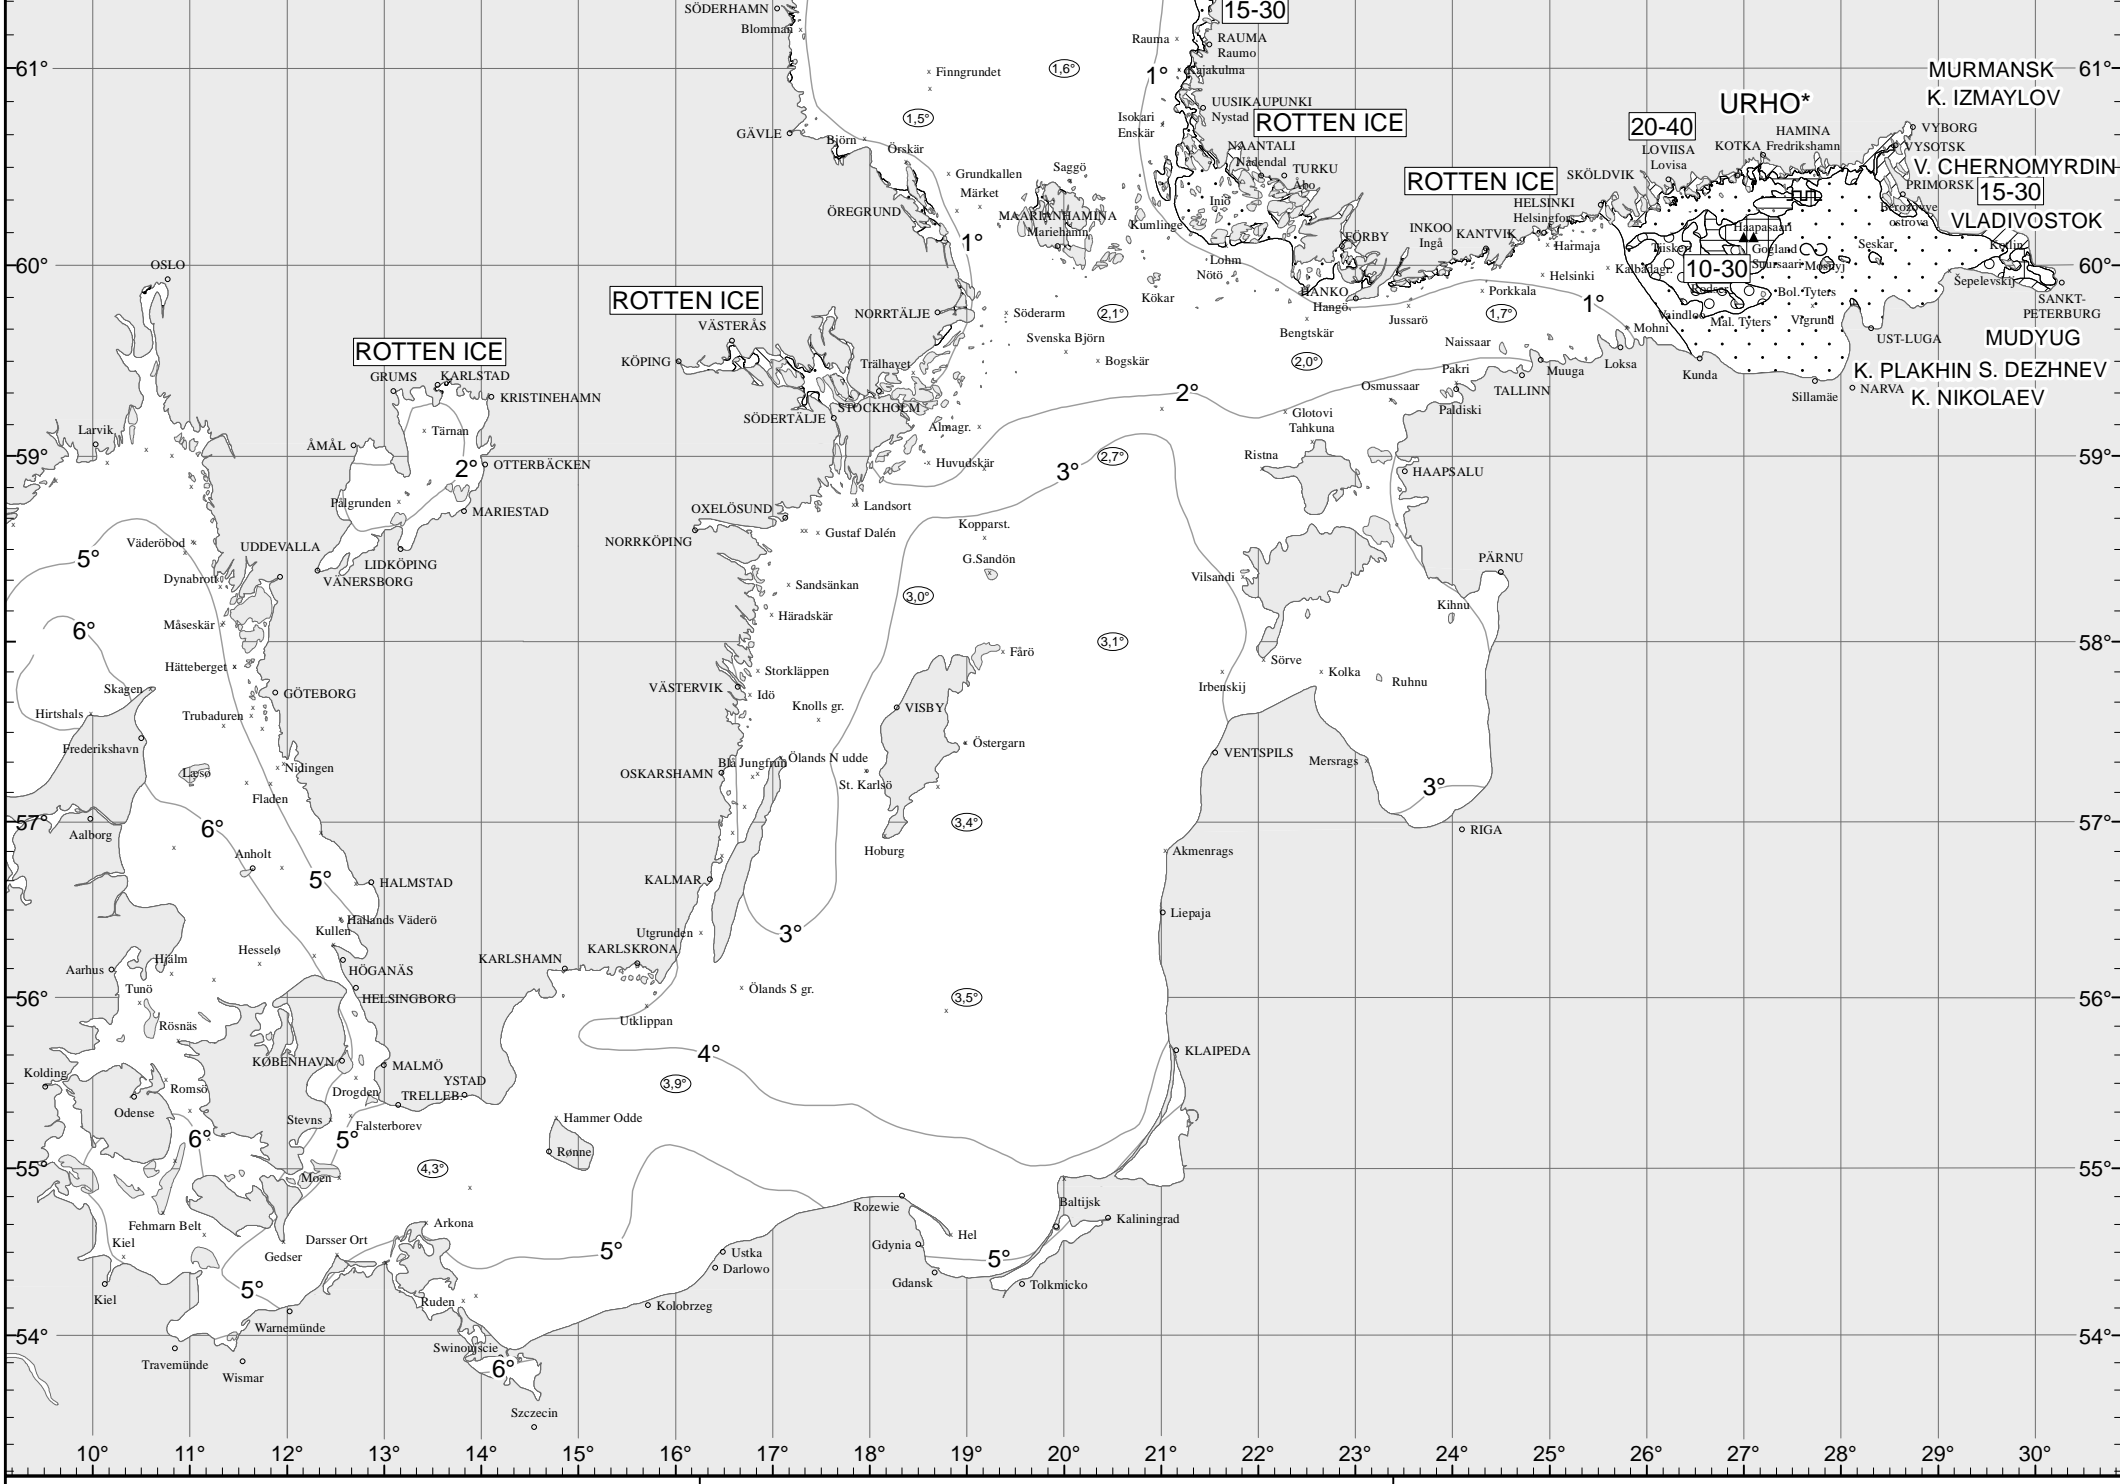 SÖDERHAMN
Blomman
15-30
Rauma
RAUMA
Raumo
61°
Finngrundet
1,6°
1°
Kajakulma
MURMANSK
61°
K. IZMAYLOV
URHO*
UUSIKAUPUNKI
Nystad
Isokari
Enskär
ROTTEN ICE
1,5°
GÄVLE
Björn
Örskär
20-40
LOVIISA
Lovisa
KOTKA
HAMINA
Fredrikshamn
VYBORG
VYSOTSK
V. CHERNOMYRDIN
NAANTALI
Nådendal
TURKU
Åbo
Saggö
Grundkallen
Märket
ROTTEN ICE
SKÖLDVIK
PRIMORSK
15-30
ÖREGRUND
MAARIANHAMINA
Mariehamn
Iniö
Kumlinge
HELSINKI
Helsingfors
Berozovye
ostrova
VLADIVOSTOK
1°
FÖRBY
INKOO
Ingå
KANTVIK
Harmaja
Haapasaari
Tiiskeri
Gogland
Suursaari
Seskar
Kotlin
OSLO
60°
Lohm
Nötö
Helsinki
Kalbådagr.
10-30
Mosnyj
60°
Sepelevskij
Kökar
HANKO
Hangö
Porkkala
1°
Rodser
Bol. Tyters
SANKT-
PETERBURG
ROTTEN ICE
VÄSTERÅS
NORRTÄLJE
Söderarm
2,1°
Jussarö
1,7°
Vaindloo
Mal. Tyters
Vigrund
Mohni
Bengtskär
UST-LUGA
MUDYUG
ROTTEN ICE
Svenska Björn
Naissaar
KÖPING
Trälhavet
Bogskär
2,0°
Pakri
Muuga
Loksa
Kunda
K. PLAKHIN S. DEZHNEV
GRUMS
KARLSTAD
KRISTINEHAMN
2°
Osmussaar
TALLINN
Sillamäe
NARVA
K. NIKOLAEV
STOCKHOLM
SÖDERTÄLJE
Glotovi
Tahkuna
Paldiski
Larvik
Tärnan
ÅMÅL
Almagr.
59°
2°
OTTERBÄCKEN
Huvudskär
3°
2,7°
Ristna
HAAPSALU
59°
Pålgrunden
MARIESTAD
OXELÖSUND
Landsort
Kopparst.
5°
Väderöbod
UDDEVALLA
NORRKÖPING
Gustaf Dalén
LIDKÖPING
G.Sandön
PÄRNU
Dynabrott
VÄNERSBORG
Sandsänkan
Vilsandi
3,0°
Kihnu
6°
Måseskär
Häradskär
58°
3,1°
58°
Fårö
Hätteberget
Storkläppen
Sörve
Kolka
Ruhnu
Skagen
GÖTEBORG
VÄSTERVIK
Idö
Irbenskij
Hirtshals
Trubaduren
Knolls gr.
VISBY
Östergarn
Frederikshavn
VENTSPILS
Læsø
Nidingen
Blå Jungfrun
Ölands N udde
Mersrags
OSKARSHAMN
St. Karlsö
Fladen
3°
57°
Aalborg
6°
3,4°
RIGA
57°
Anholt
Hoburg
Akmenrags
5°
HALMSTAD
KALMAR
Hallands Väderö
Kullen
Liepaja
Utgrunden
3°
Hesselø
KARLSKRONA
KARLSHAMN
Aarhus
Hjälm
HÖGANÄS
Tunö
Ölands S gr.
56°
HELSINGBORG
3,5°
56°
Rösnäs
Utklippan
KØBENHAVN
MALMÖ
4°
KLAIPEDA
Kolding
Romsö
Drogden
YSTAD
TRELLEB.
3,9°
Odense
Stevns
Falsterborev
Hammer Odde
6°
5°
Rønne
55°
4,3°
55°
Moen
Rozewie
Baltijsk
Fehmarn Belt
Arkona
Kaliningrad
Kiel
Gedser
Darsser Ort
5°
Gdynia
Hel
5°
Ustka
Darlowo
Gdansk
Tolkmicko
5°
Kiel
Ruden
Kolobrzeg
54°
Warnemünde
54°
Swinoujscie
Travemünde
Wismar
6°
Szczecin
10° 11° 12° 13° 14° 15° 16° 17° 18° 19° 20° 21° 22° 23° 24° 25° 26° 27° 28° 29° 30°